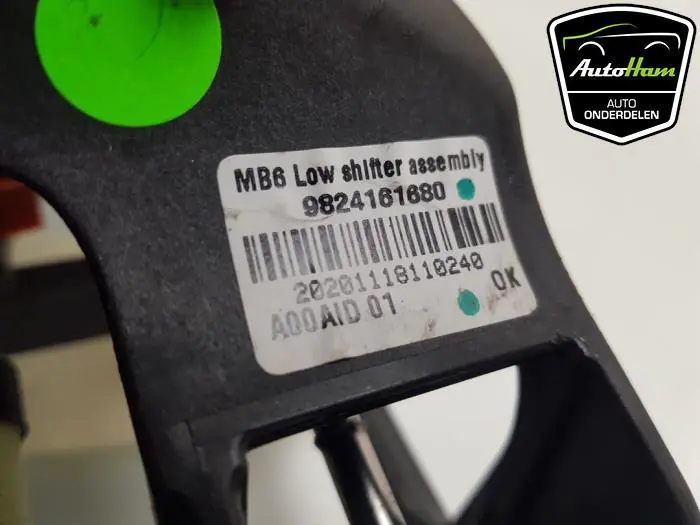 AutoHam
AUTO
ONDERDELEN
MB6 Low shifter assembly
9824161680
20201118110240
A00AID 01
OK